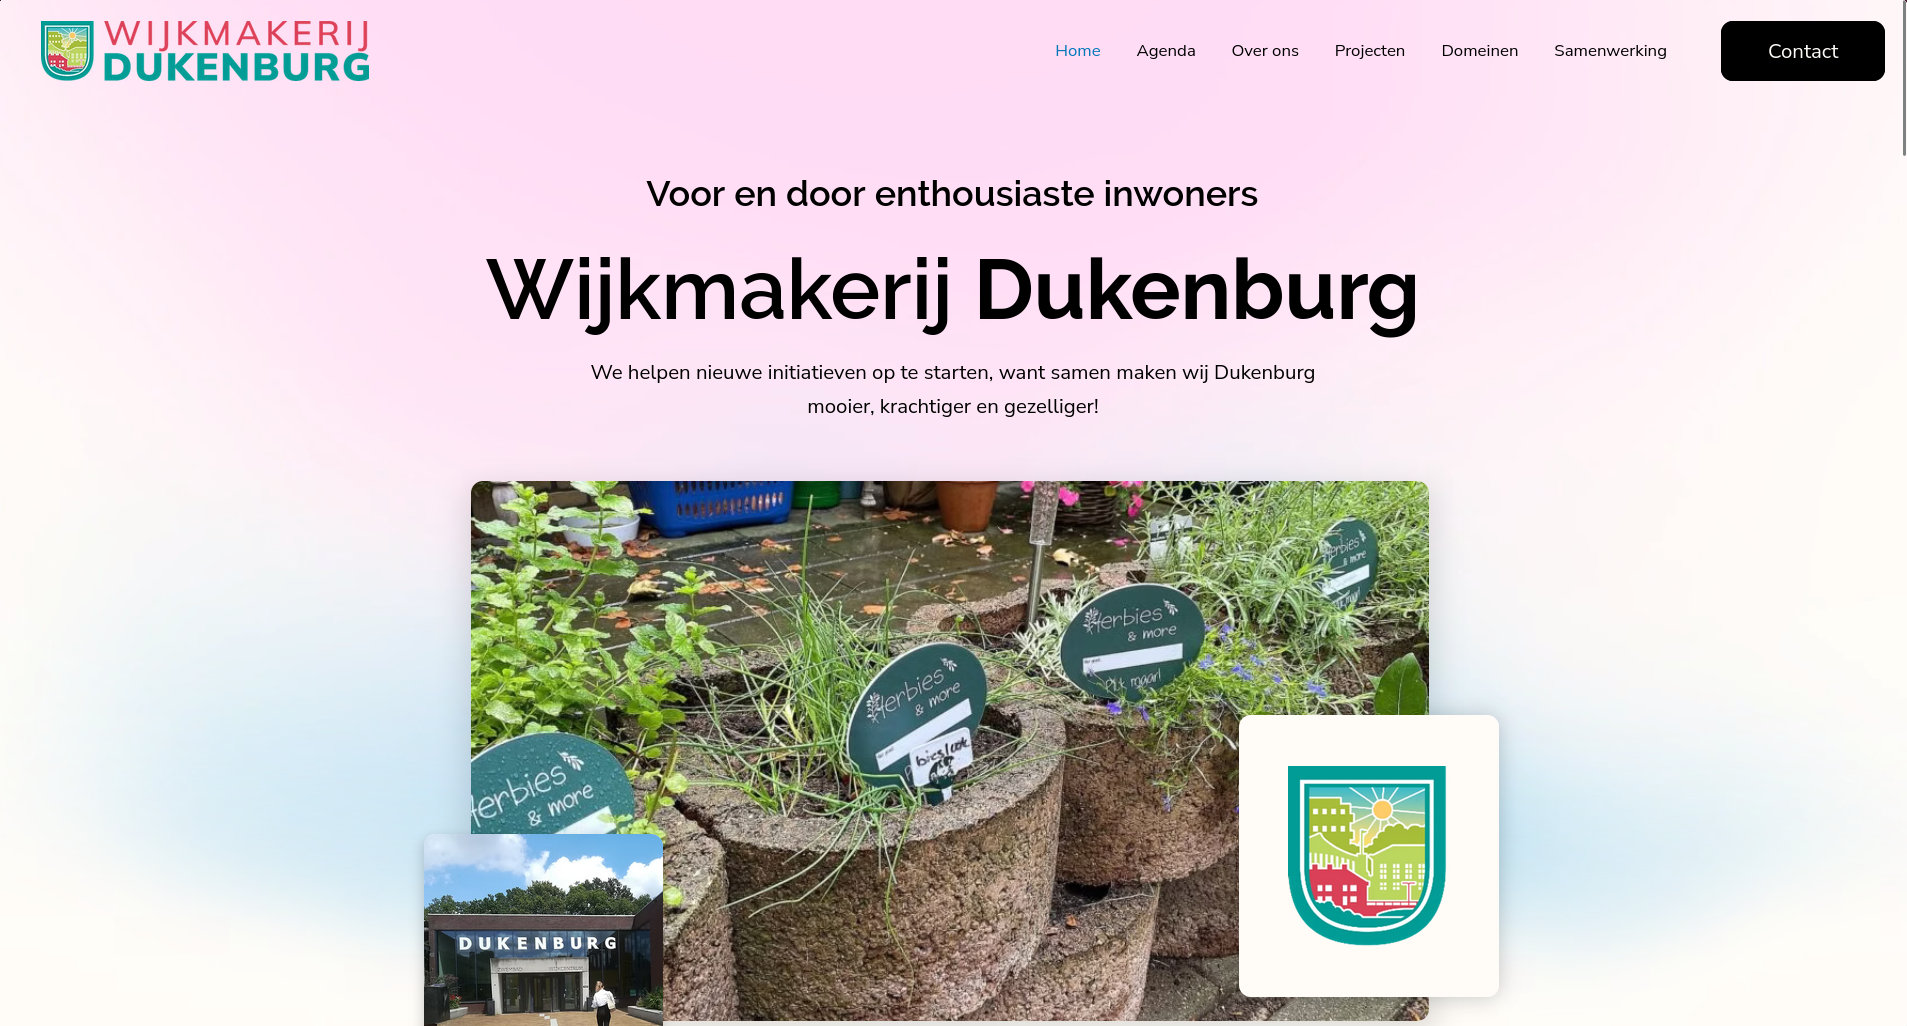 WIJKMAKERIJ
DUKENBURG
Home
Agenda
Over ons
Projecten
Domeinen
Samenwerking
Contact
Voor en door enthousiaste inwoners
Wijkmakerij Dukenburg
We helpen nieuwe initiatieven op te starten, want samen maken wij Dukenburg
mooier, krachtiger en gezelliger!
Herbies
& more
Herbies
& more
Pluk maar!
Herbies
& more
bieslook
Herbies
& more
DUKENBURG